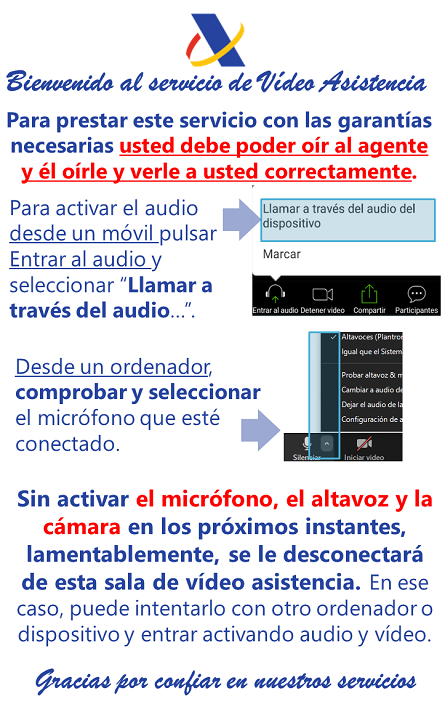 Bienvenido al servicio de Vídeo Asistencia
Para prestar este servicio con las garantías
necesarias usted debe poder oír al agente
y él oírle y verle a usted correctamente.
Para activar el audio
desde un móvil pulsar
Entrar al audio y
seleccionar “Llamar a
través del audio…”.
Llamar a través del audio del
dispositivo
Marcar
Entrar al audio Detener video Compartir Participantes
Desde un ordenador,
comprobar y seleccionar
el micrófono que esté
conectado.
Altavoces (Plantron
Igual que el Sistem
Probar altavoz & m
Cambiar a audio de
Dejar el audio de la
Configuración de a
Silenciar Iniciar video
Sin activar el micrófono, el altavoz y la
cámara en los próximos instantes,
lamentablemente, se le desconectará
de esta sala de vídeo asistencia. En ese
caso, puede intentarlo con otro ordenador o
dispositivo y entrar activando audio y vídeo.
Gracias por confiar en nuestros servicios